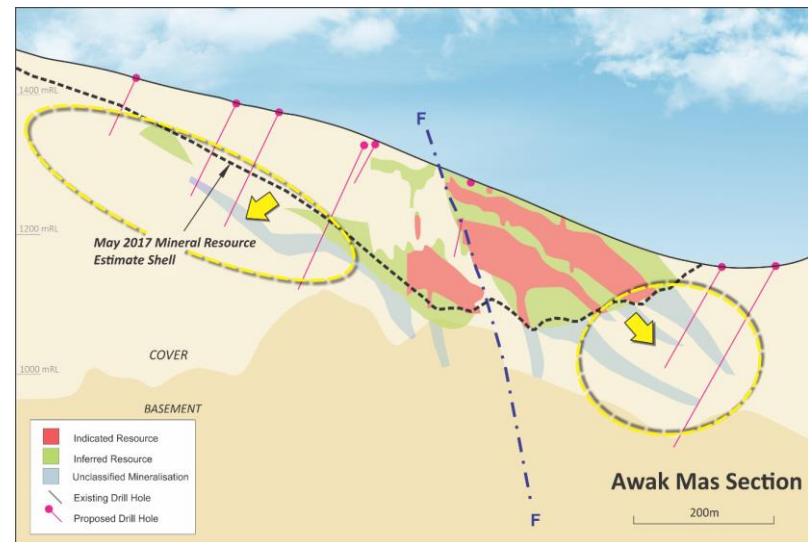 1400 mRL
F
1200 mRL
May 2017 Mineral Resource
Estimate Shell
COVER
1000 mRL
BASEMENT
Indicated Resource
Inferred Resource
Unclassified Mineralisation
Existing Drill Hole
Proposed Drill Hole
F
Awak Mas Section
200m